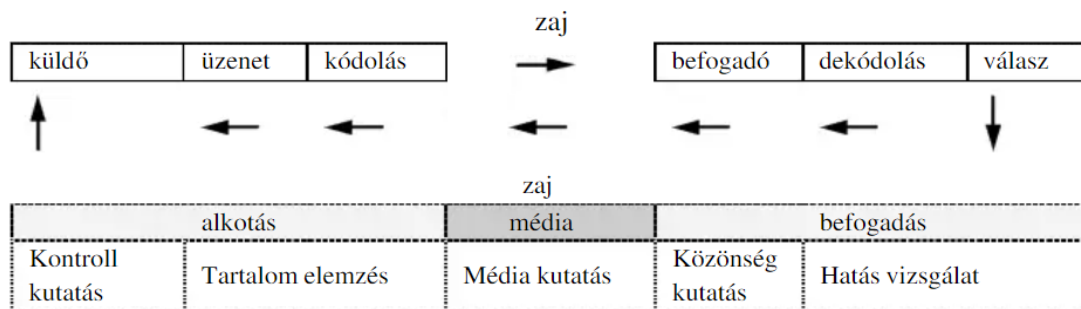 zaj
küldő üzenet kódolás befogadó dekódolás válasz
zaj
alkotás média befogadás
Kontroll kutatás Tartalom elemzés Média kutatás Közönség kutatás Hatás vizsgálat